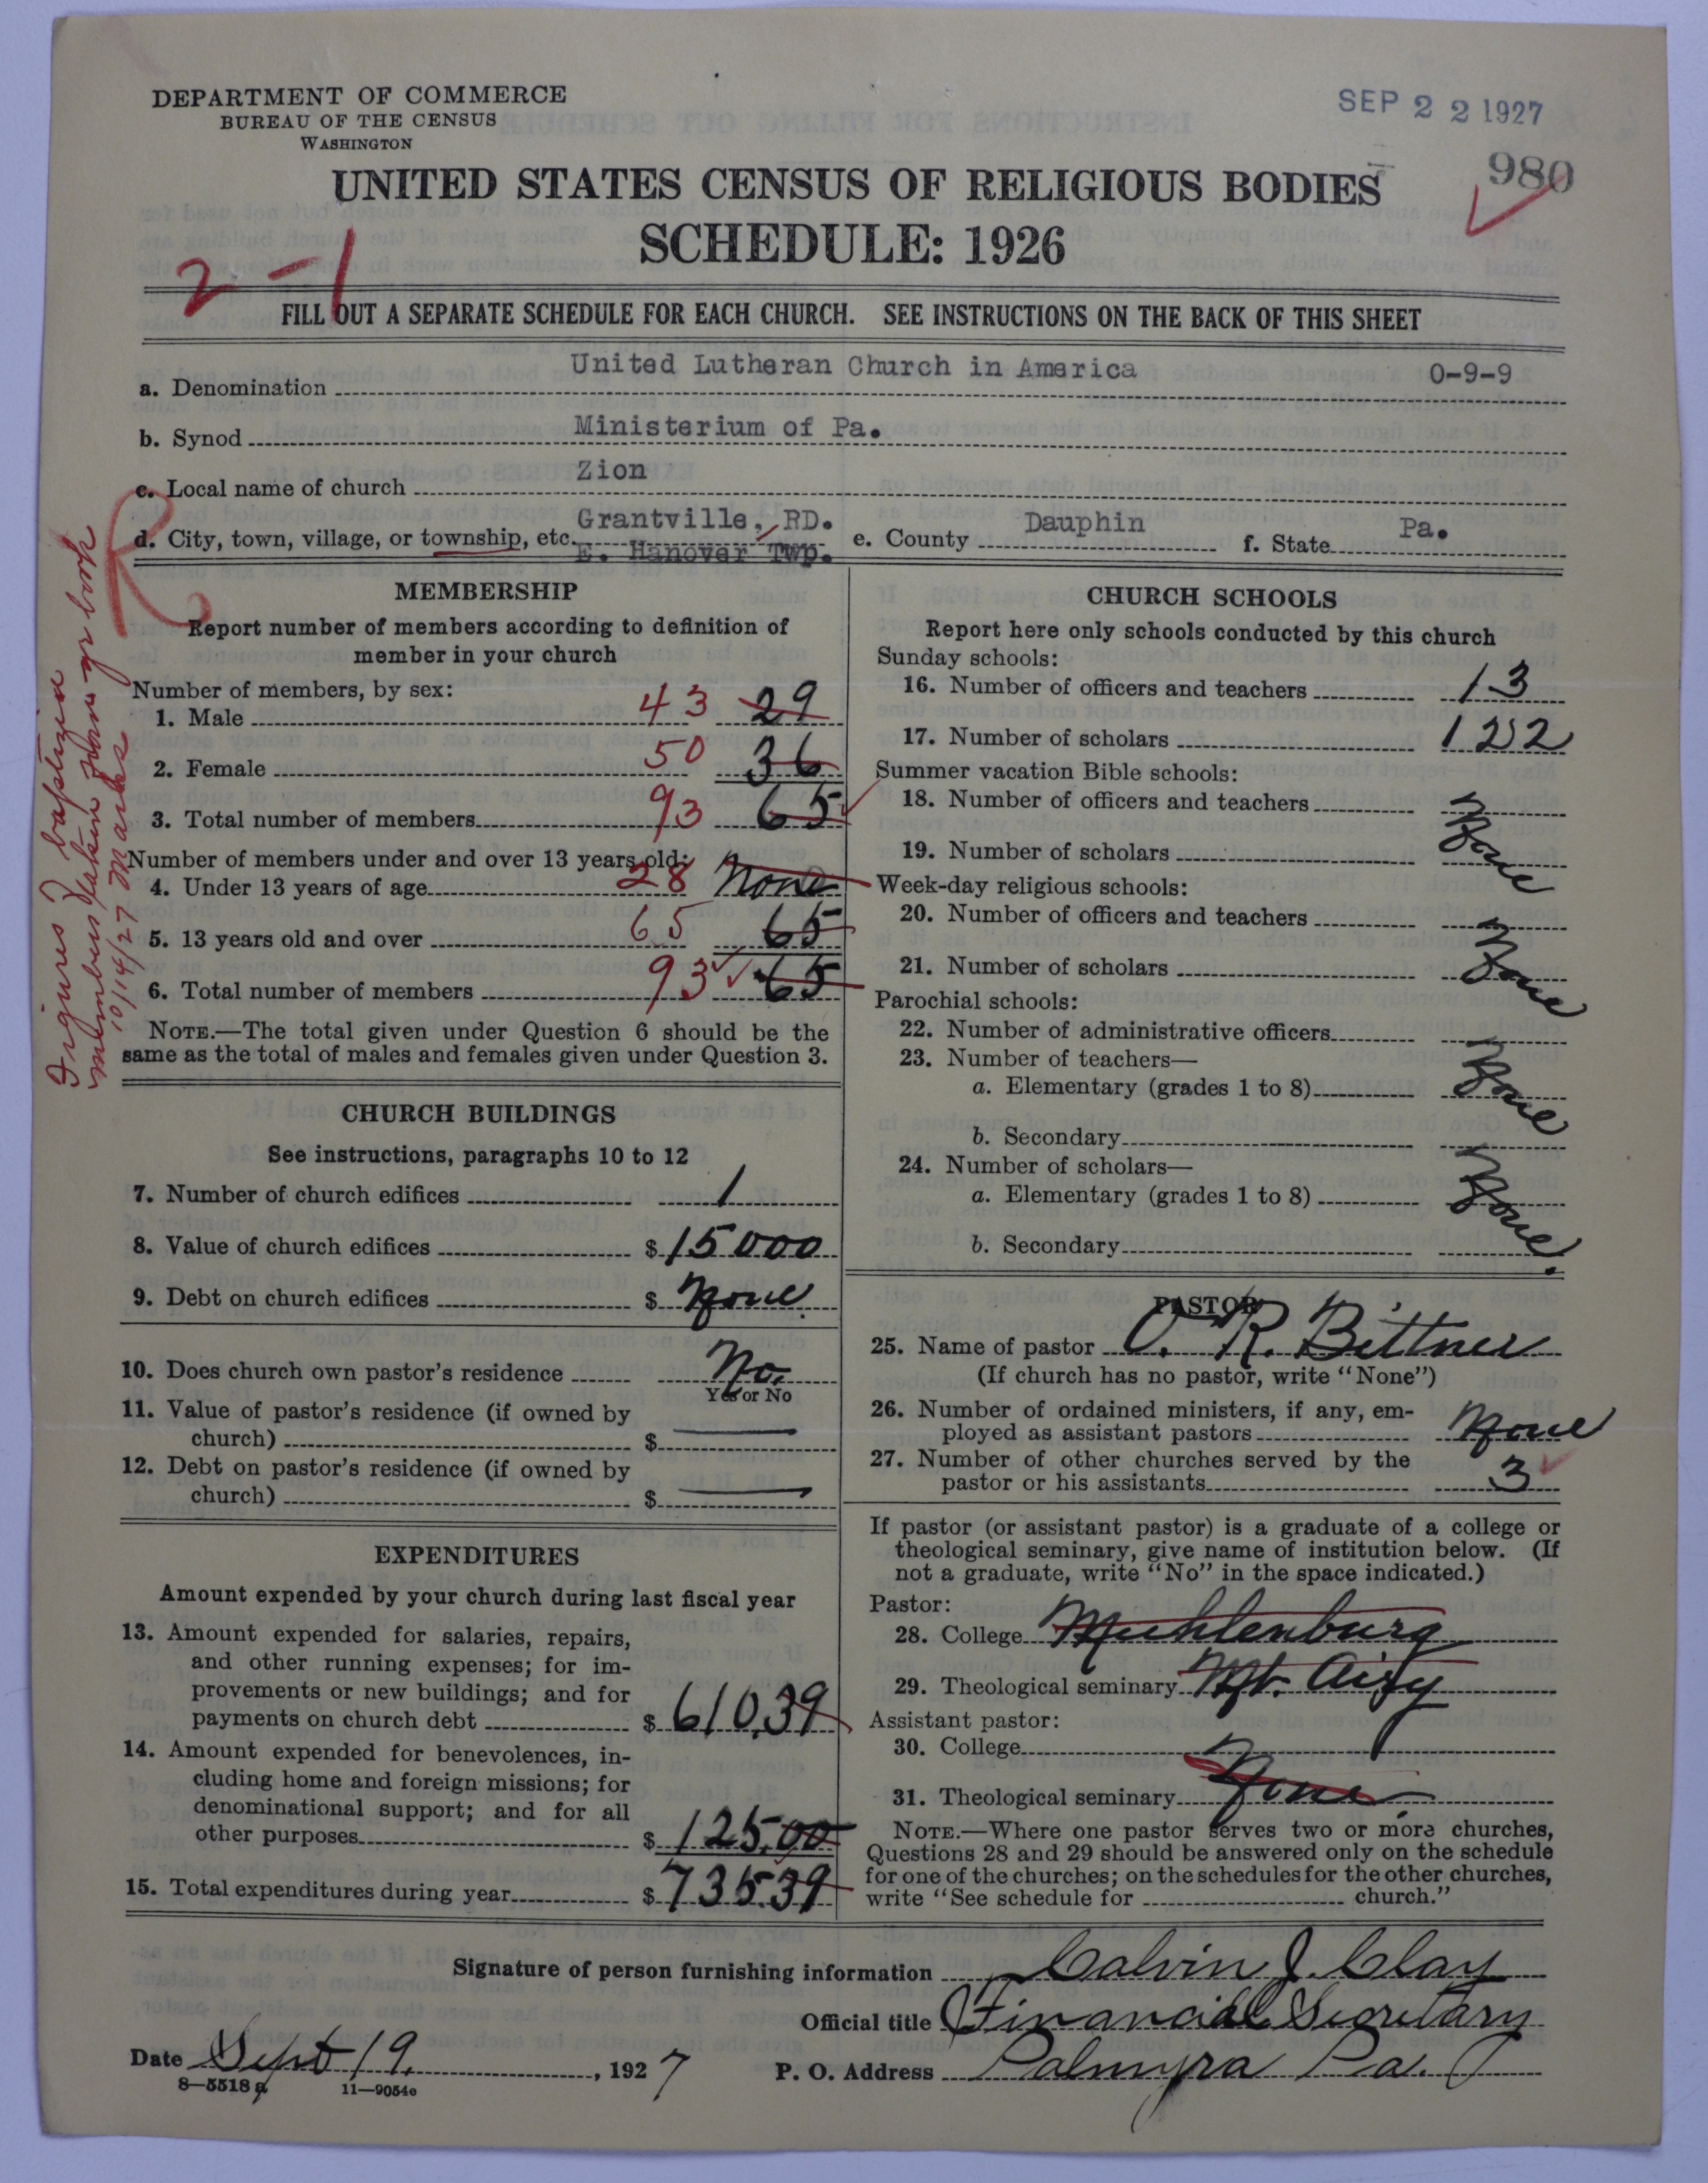 DEPARTMENT OF COMMERCE
BUREAU OF THE CENSUS
WASHINGTON
SEP 22 1927
980
UNITED STATES CENSUS OF RELIGIOUS BODIES
SCHEDULE: 1926
2-1
FILL OUT A SEPARATE SCHEDULE FOR EACH CHURCH. SEE INSTRUCTIONS ON THE BACK OF THIS SHEET
a. Denomination United Lutheran Church in America 0-9-9
b. Synod Ministerium of Pa.
c. Local name of church Zion
d. City, town, village, or township, etc. Grantville, RD. E. Hanover Twp. e. County Dauphin f. State Pa.
R
Figures baptized
members taken from yr book
10/14/27 Marks
MEMBERSHIP
Report number of members according to definition of
member in your church
Number of members, by sex:
1. Male 43 29
2. Female 50 36
3. Total number of members 93 65
Number of members under and over 13 years old:
4. Under 13 years of age 28 None
5. 13 years old and over 65 65
6. Total number of members 93 65
NOTE.—The total given under Question 6 should be the
same as the total of males and females given under Question 3.
CHURCH BUILDINGS
See instructions, paragraphs 10 to 12
7. Number of church edifices 1
8. Value of church edifices $ 15000
9. Debt on church edifices $ None
10. Does church own pastor's residence No.
Yes or No
11. Value of pastor's residence (if owned by
church) $ —
12. Debt on pastor's residence (if owned by
church) $ —
EXPENDITURES
Amount expended by your church during last fiscal year
13. Amount expended for salaries, repairs,
and other running expenses; for im-
provements or new buildings; and for
payments on church debt $ 610.39
14. Amount expended for benevolences, in-
cluding home and foreign missions; for
denominational support; and for all
other purposes $ 125.00
15. Total expenditures during year $ 735.39
CHURCH SCHOOLS
Report here only schools conducted by this church
Sunday schools:
16. Number of officers and teachers 13
17. Number of scholars 122
Summer vacation Bible schools:
18. Number of officers and teachers
None
19. Number of scholars
Week-day religious schools:
20. Number of officers and teachers
None
21. Number of scholars
Parochial schools:
22. Number of administrative officers
23. Number of teachers—
a. Elementary (grades 1 to 8)
None
b. Secondary
24. Number of scholars—
a. Elementary (grades 1 to 8)
None.
b. Secondary
PASTOR
25. Name of pastor O. R. Bittner
(If church has no pastor, write "None")
26. Number of ordained ministers, if any, em-
ployed as assistant pastors None
27. Number of other churches served by the
pastor or his assistants 3
If pastor (or assistant pastor) is a graduate of a college or
theological seminary, give name of institution below. (If
not a graduate, write "No" in the space indicated.)
Pastor:
28. College Muhlenburg
29. Theological seminary Mt. Airy
Assistant pastor:
30. College
31. Theological seminary None.
NOTE.—Where one pastor serves two or more churches,
Questions 28 and 29 should be answered only on the schedule
for one of the churches; on the schedules for the other churches,
write "See schedule for church."
Signature of person furnishing information Calvin J. Clay
Official title Financial Secretary
Date Sept 19, 1927 P. O. Address Palmyra Pa.
8—5518 a 11—9054e